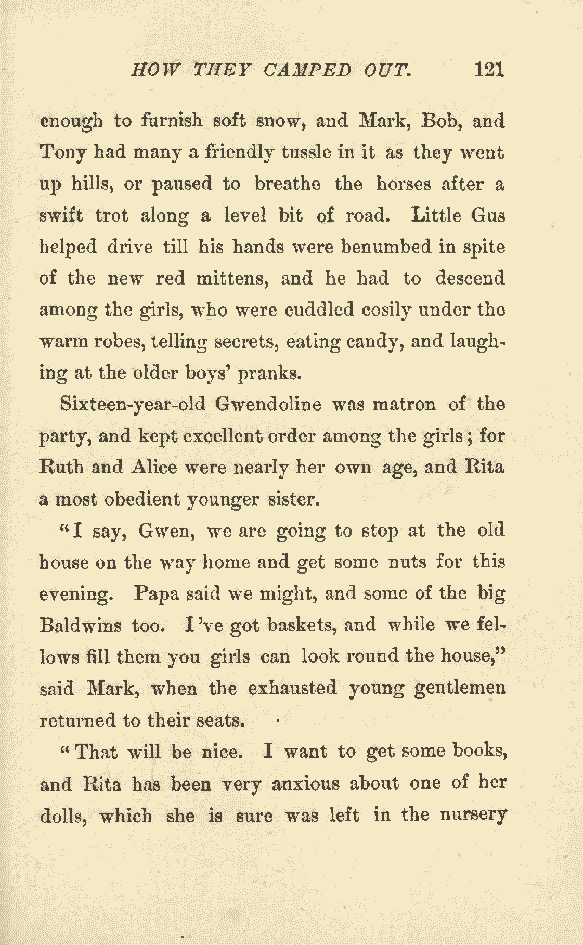 HOW THEY CAMPED OUT. 121
enough to furnish soft snow, and Mark, Bob, and
Tony had many a friendly tussle in it as they went
up hills, or paused to breathe the horses after a
swift trot along a level bit of road. Little Gus
helped drive till his hands were benumbed in spite
of the new red mittens, and he had to descend
among the girls, who were cuddled cosily under the
warm robes, telling secrets, eating candy, and laugh-
ing at the older boys' pranks.
Sixteen-year-old Gwendoline was matron of the
party, and kept excellent order among the girls; for
Ruth and Alice were nearly her own age, and Rita
a most obedient younger sister.
"I say, Gwen, we are going to stop at the old
house on the way home and get some nuts for this
evening. Papa said we might, and some of the big
Baldwins too. I've got baskets, and while we fel-
lows fill them you girls can look round the house,"
said Mark, when the exhausted young gentlemen
returned to their seats.
"That will be nice. I want to get some books,
and Rita has been very anxious about one of her
dolls, which she is sure was left in the nursery